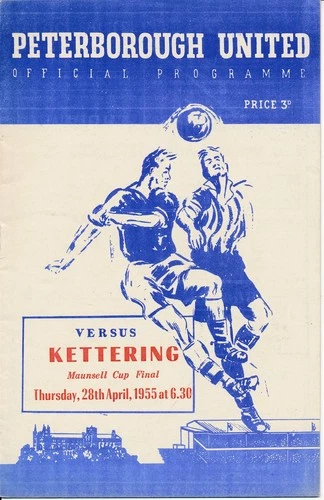 PETERBOROUGH UNITED
OFFICIAL PROGRAMME
PRICE 3D
VERSUS
KETTERING
Maunsell Cup Final
Thursday, 28th April, 1955 at 6.30